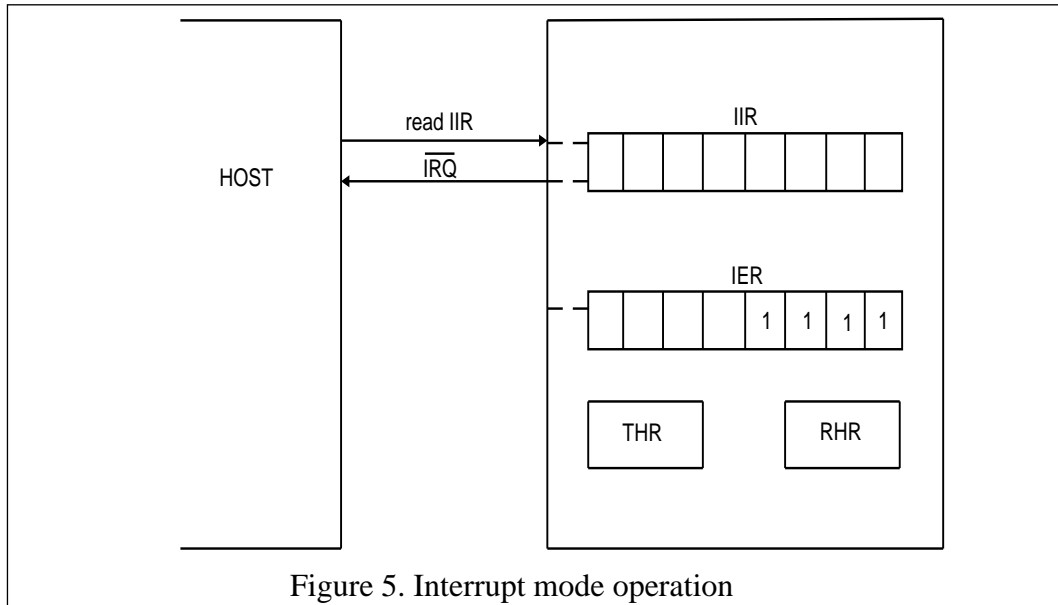 read IIR
IIR
IRQ
HOST
IER
1 1 1 1
THR RHR
Figure 5. Interrupt mode operation